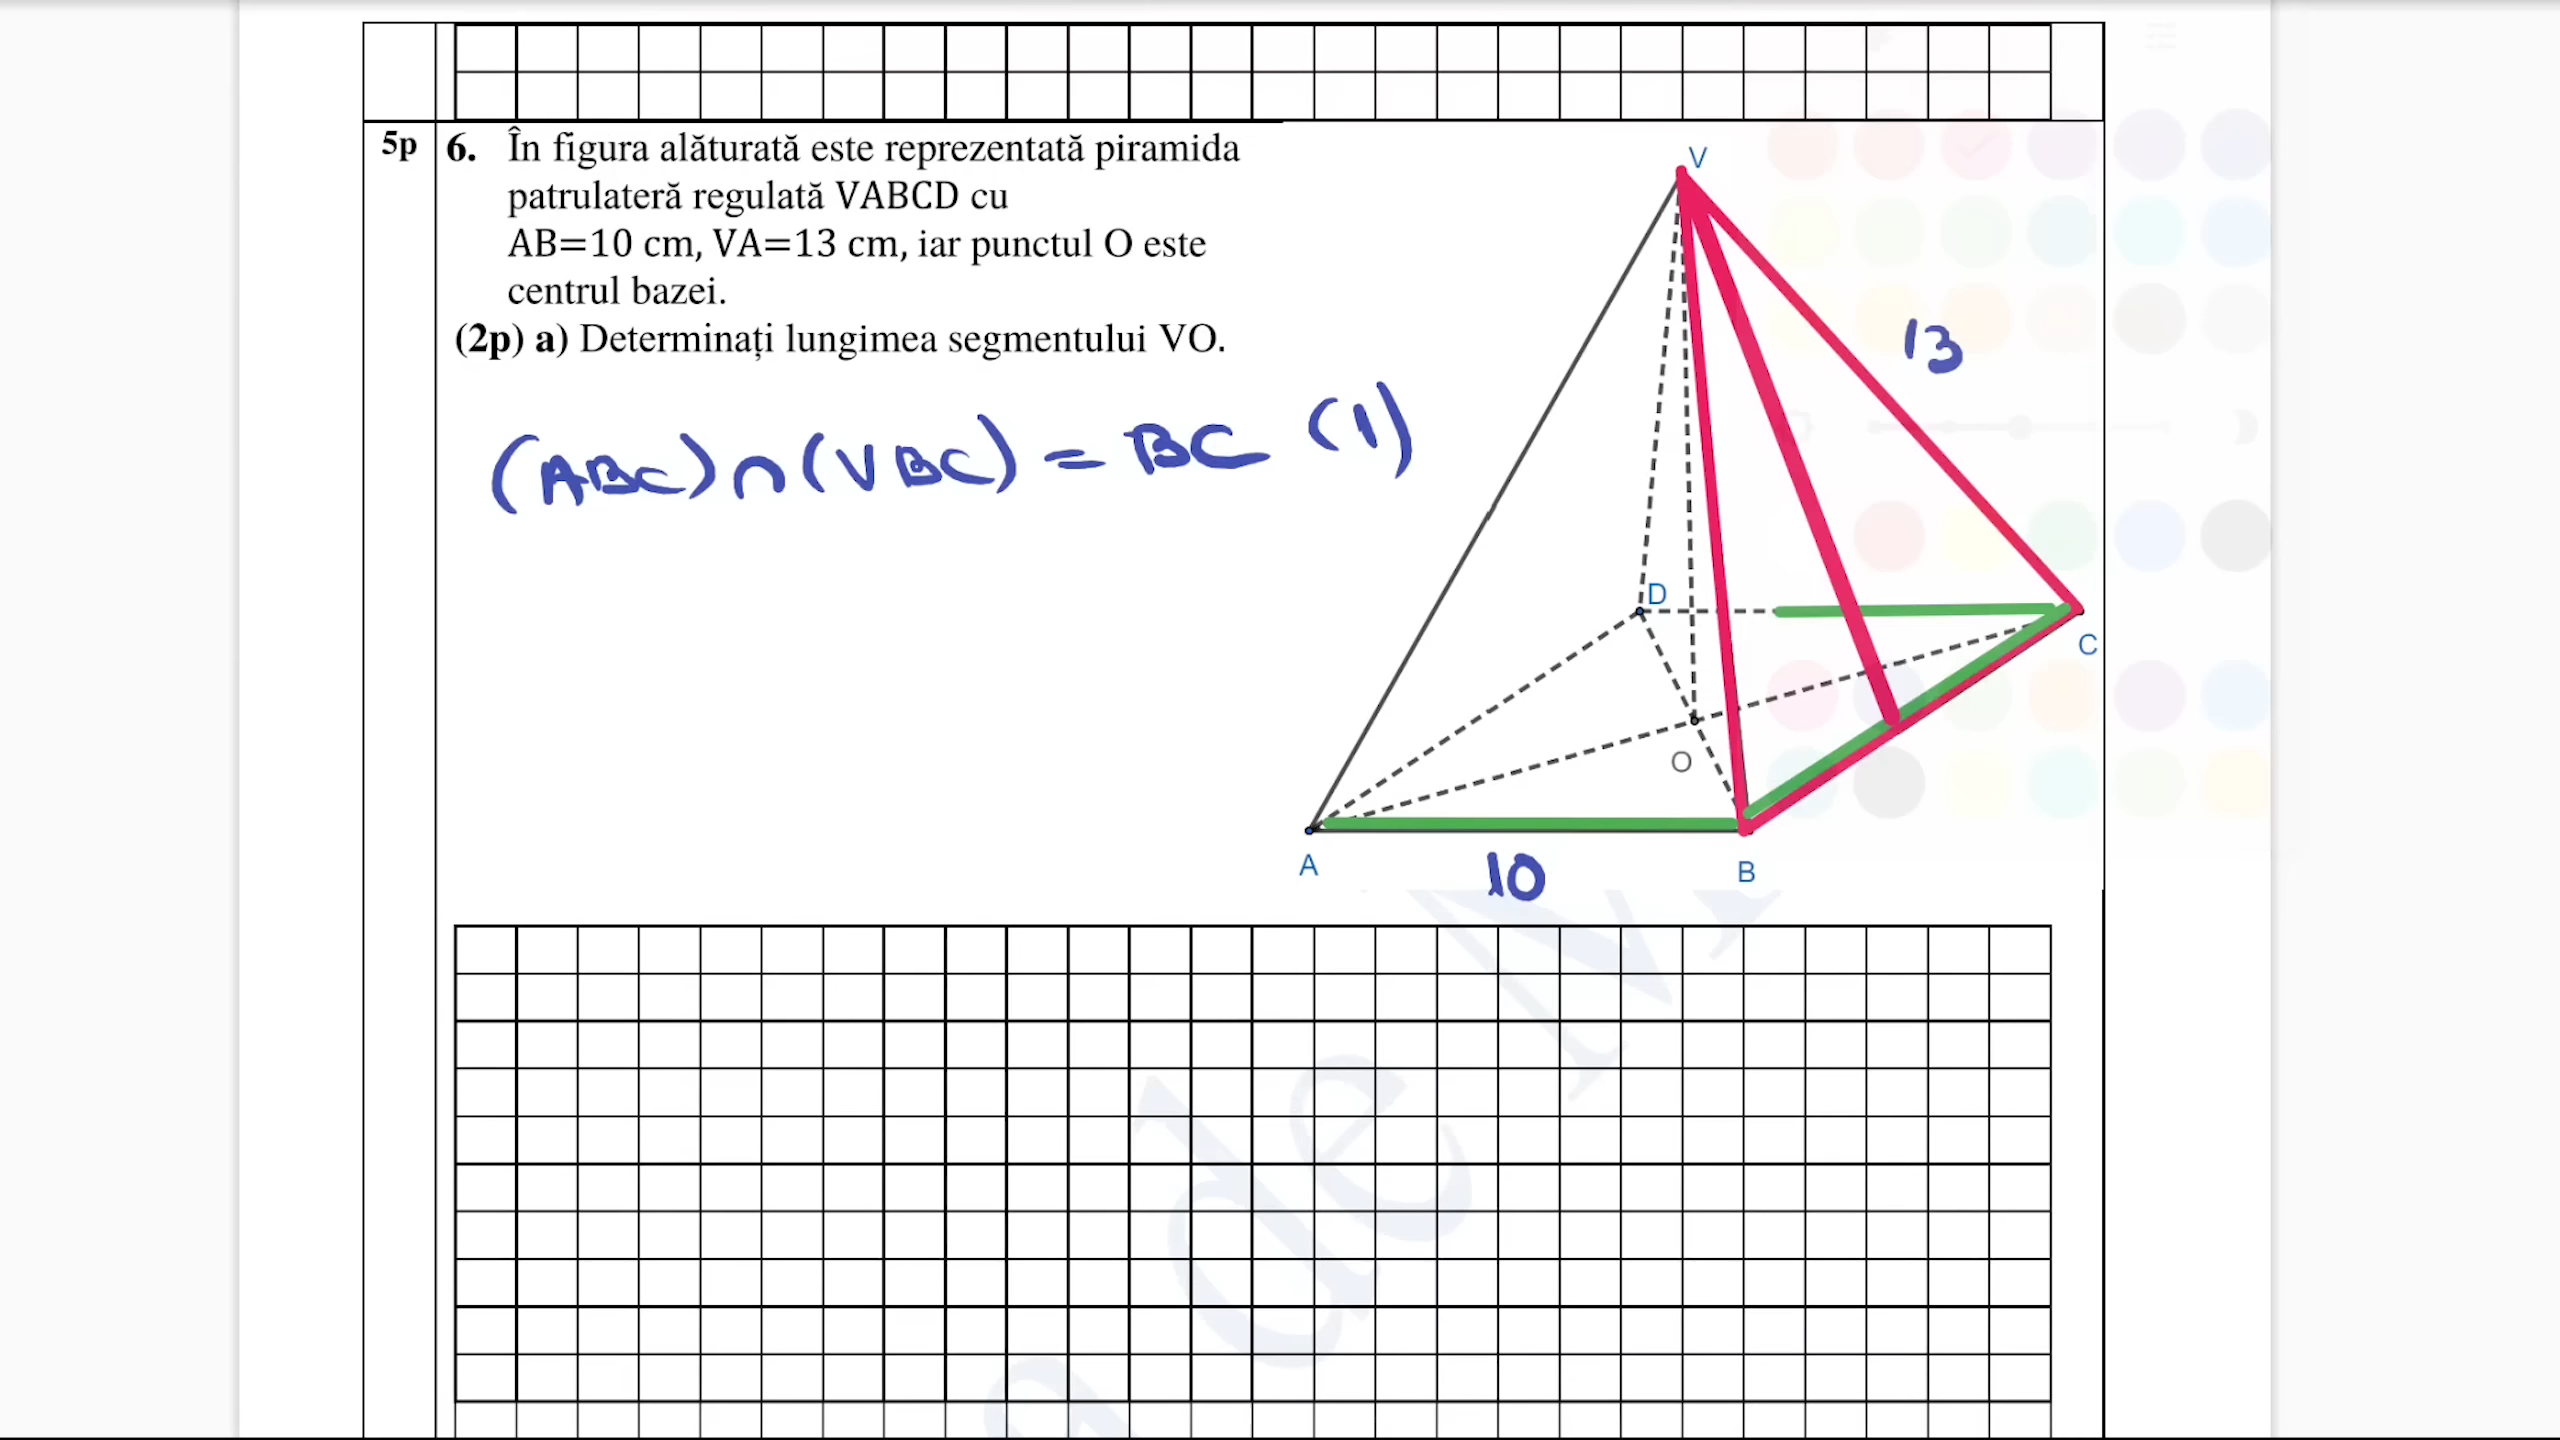 5p
6. În figura alăturată este reprezentată piramida
patrulateră regulată VABCD cu
AB=10 cm, VA=13 cm, iar punctul O este
centrul bazei.
(2p) a) Determinați lungimea segmentului VO.
(ABC)∩(VBC) = BC (1)
V
13
D
C
O
A
B
10
de